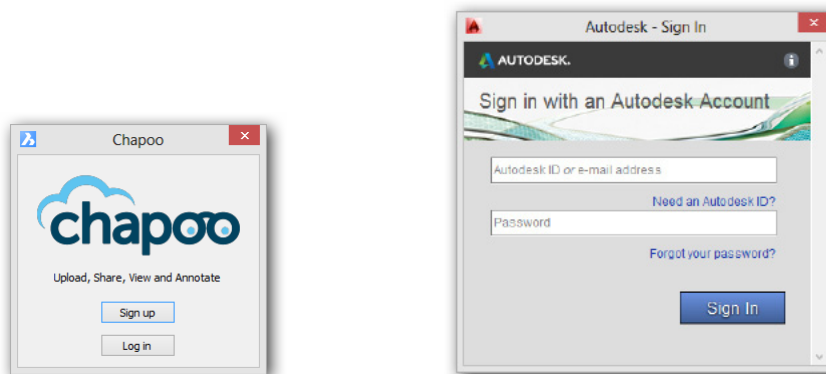 Chapoo
chapoo
Upload, Share, View and Annotate
Sign up
Log in
Autodesk - Sign In
AUTODESK.
Sign in with an Autodesk Account
Autodesk ID or e-mail address
Need an Autodesk ID?
Password
Forgot your password?
Sign In